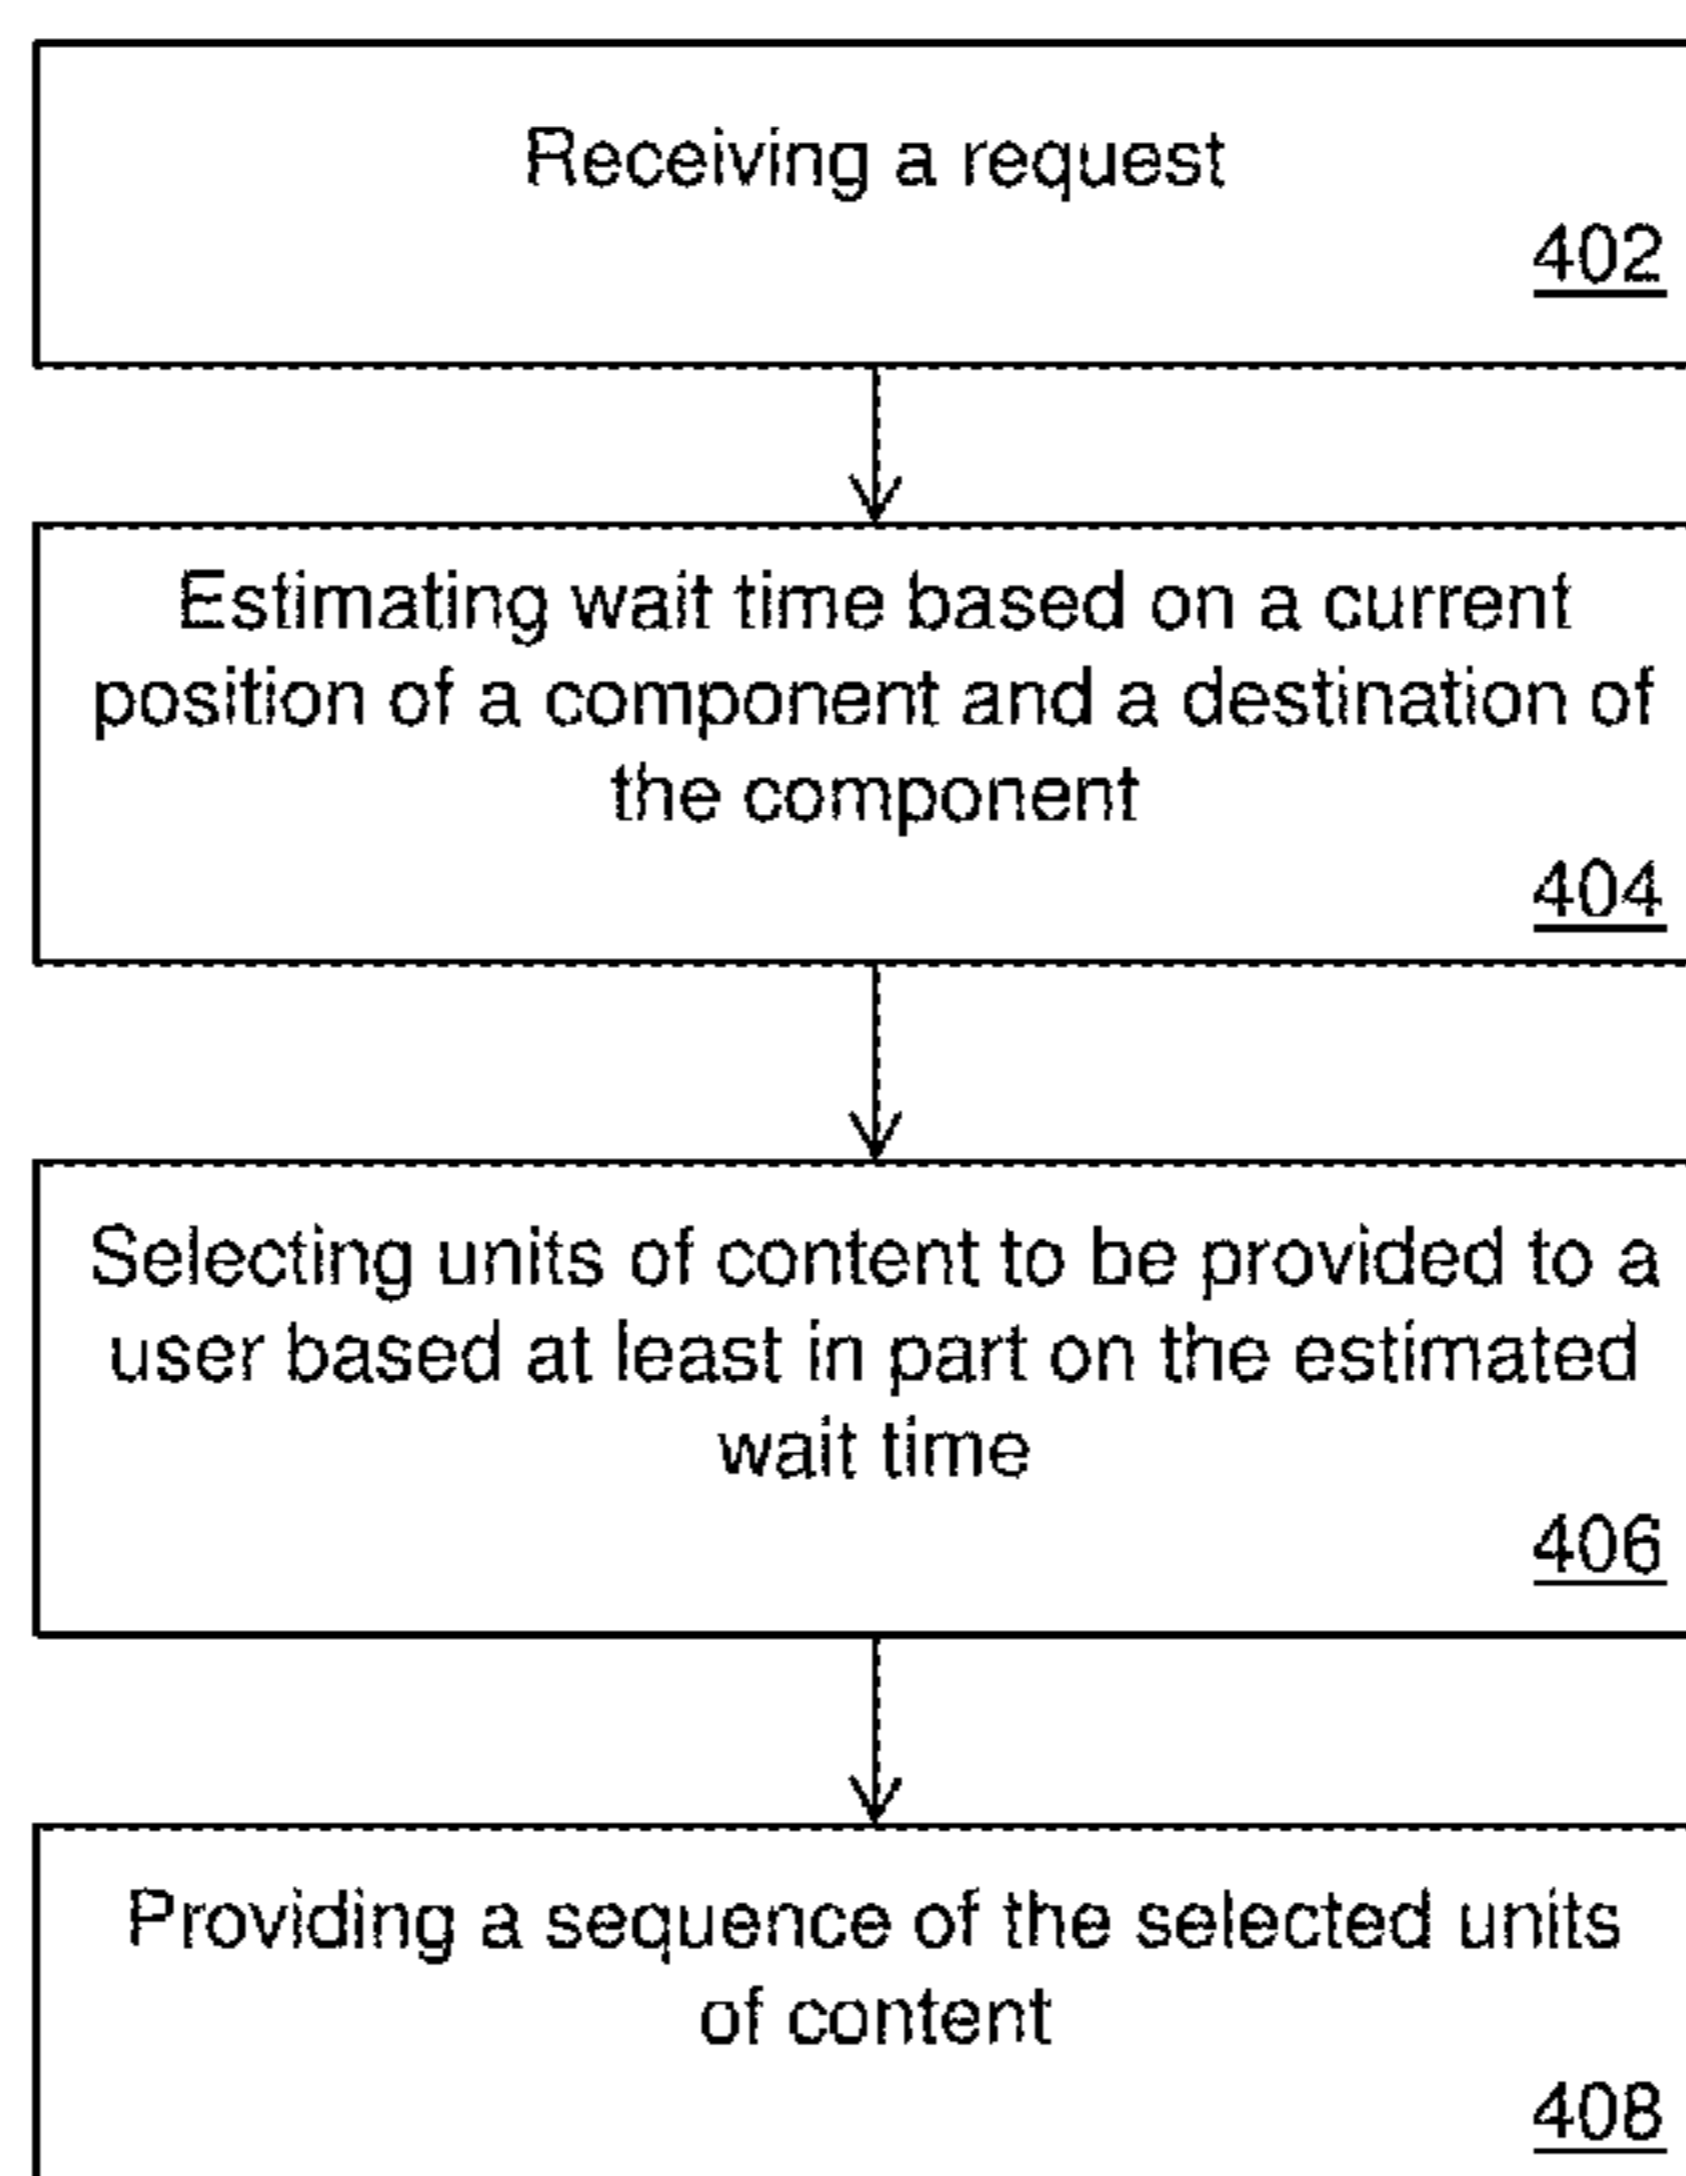 Receiving a request
402
Estimating wait time based on a current
position of a component and a destination of
the component
404
Selecting units of content to be provided to a
user based at least in part on the estimated
wait time
406
Providing a sequence of the selected units
of content
408